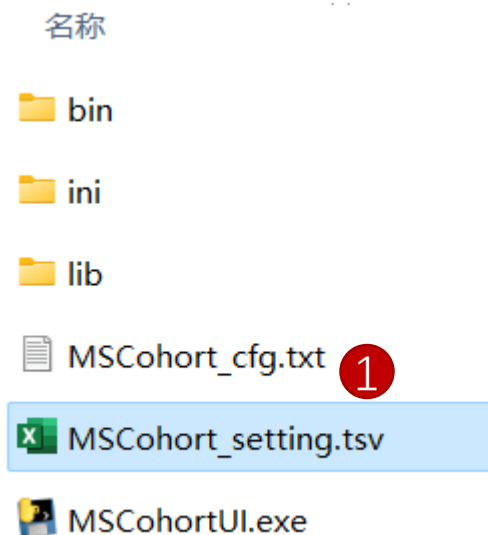 名称
bin
ini
lib
MSCohort_cfg.txt
1
MSCohort_setting.tsv
MSCohortUI.exe